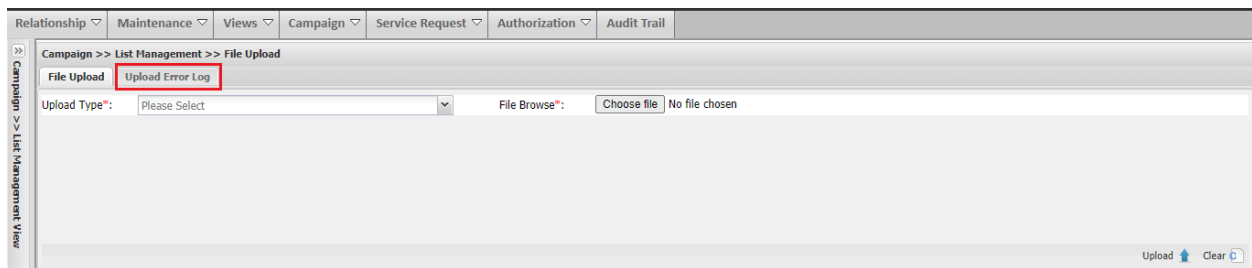 Relationship Maintenance Views Campaign Service Request Authorization Audit Trail
Campaign >> List Management >> File Upload
File Upload Upload Error Log
Upload Type*: Please Select File Browse*: Choose file No file chosen
Campaign >> List Management View
Upload Clear